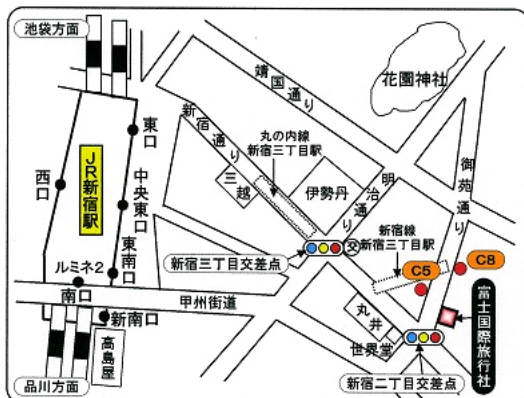 池袋方面
花園神社
靖国通り
新宿通り
丸の内線
新宿三丁目駅
東口
御苑通り
JR新宿駅
三越
伊勢丹
明治通り
西口
中央東口
交
新宿線
新宿三丁目駅
C8
東南口
新宿三丁目交差点
C5
ルミネ2
南口
甲州街道
富士国際旅行社
新南口
丸井
高島屋
世界堂
品川方面
新宿二丁目交差点